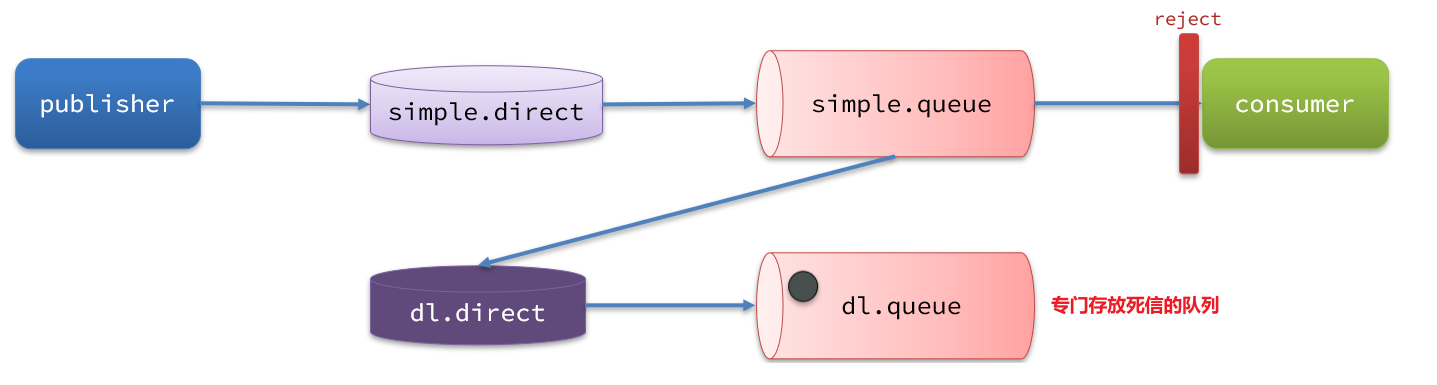 reject
publisher
simple.direct
simple.queue
consumer
dl.direct
dl.queue
专门存放死信的队列